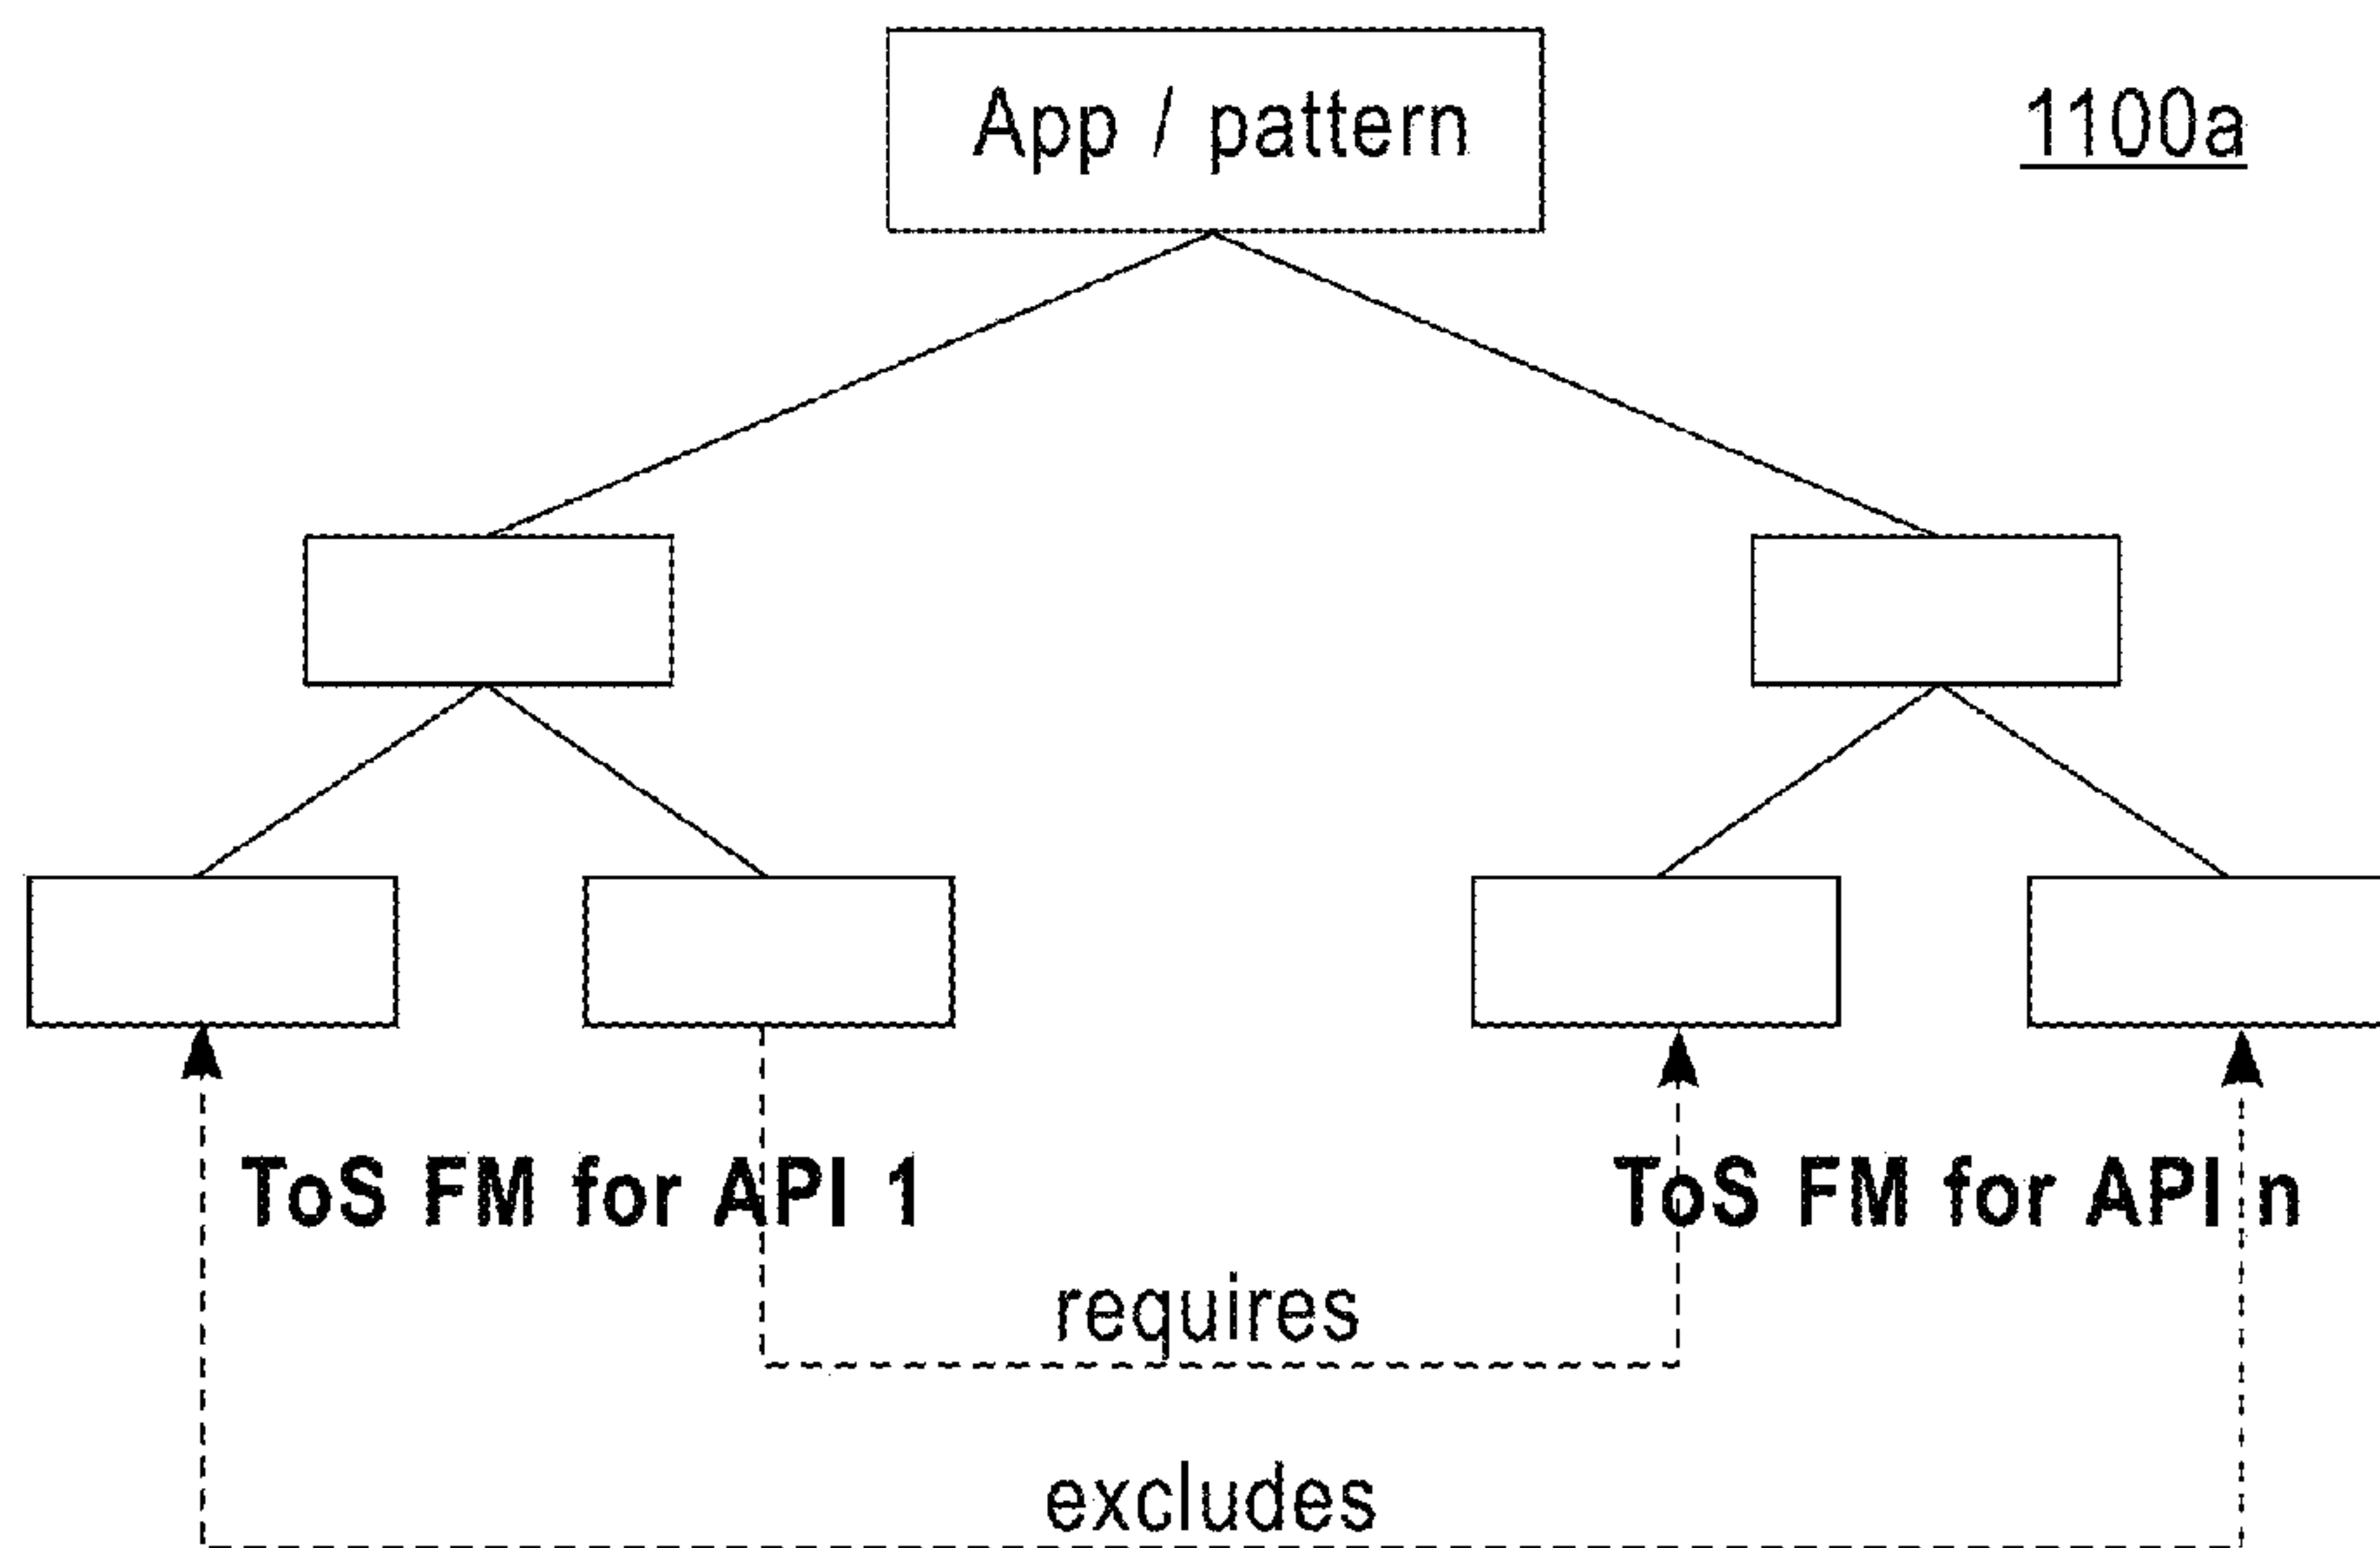 App / pattern
1100a
ToS FM for API 1
ToS FM for API n
requires
excludes